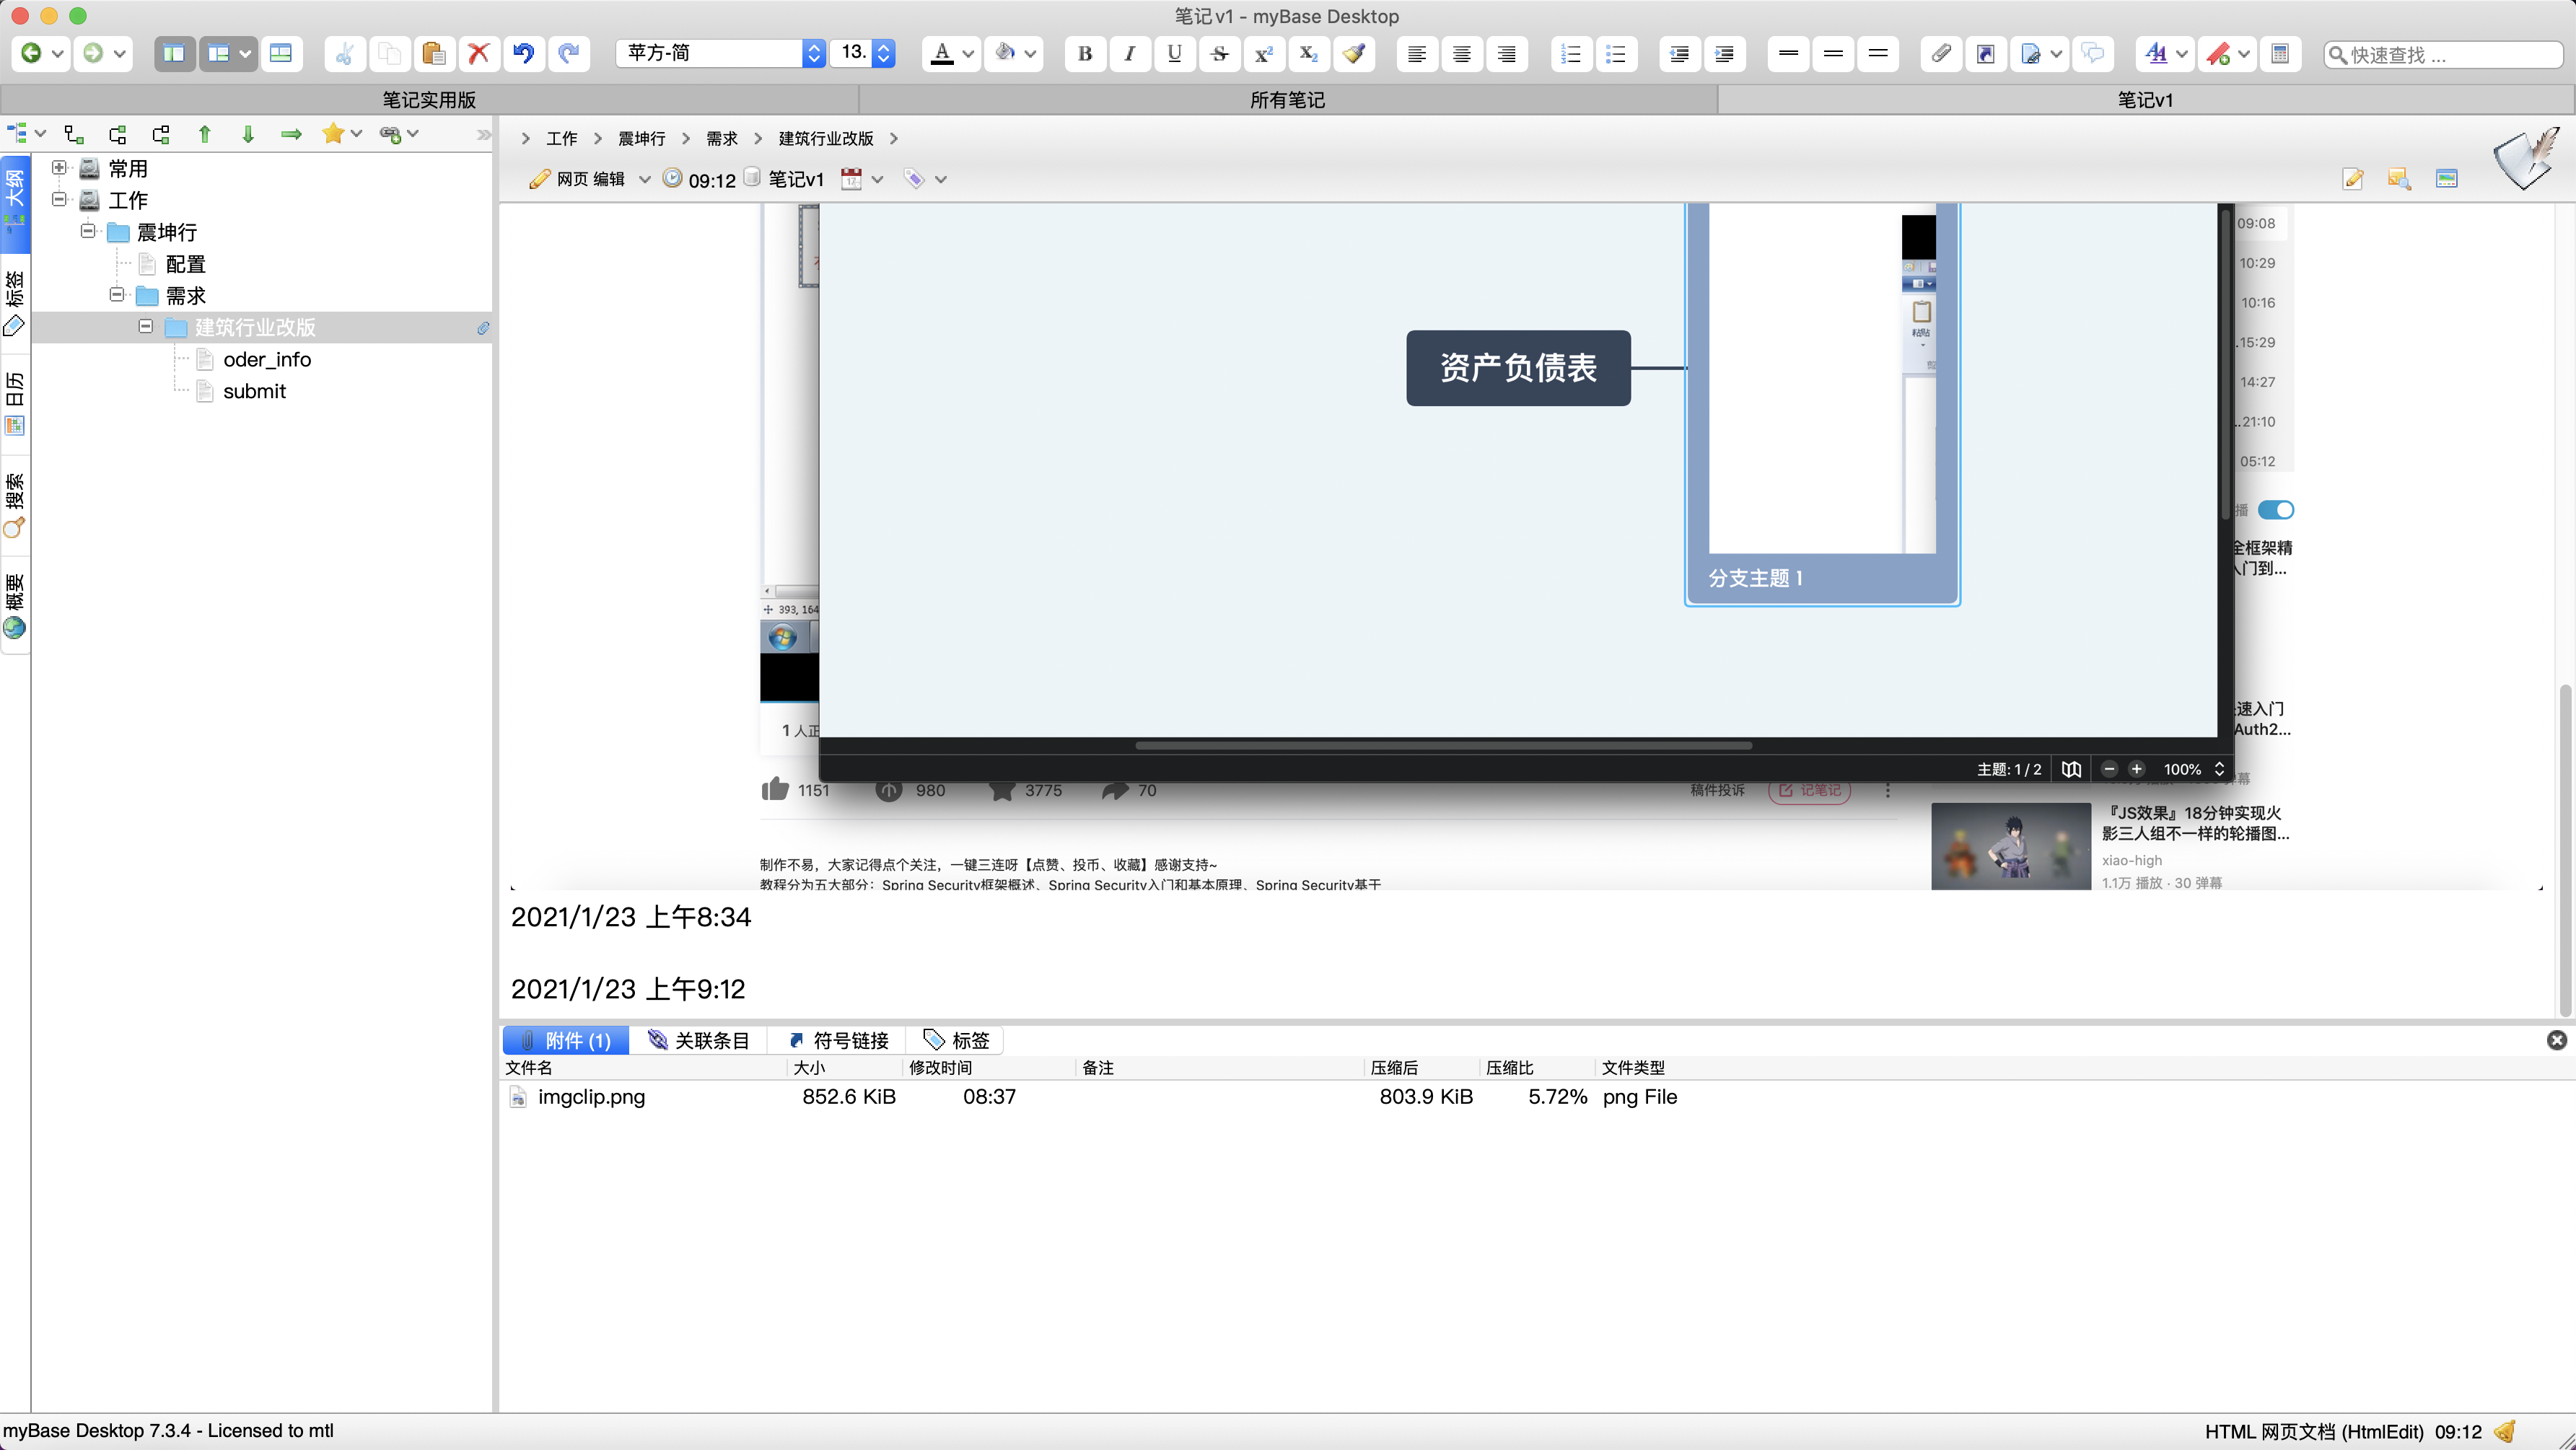 笔记v1 - myBase Desktop
苹方-简
13.
快速查找 ...
笔记实用版
所有笔记
笔记v1
大纲
标签
日历
搜索
概要
常用
工作
震坤行
配置
需求
建筑行业改版
oder_info
submit
工作
震坤行
需求
建筑行业改版
网页 编辑
09:12
笔记v1
粘贴
资产负债表
分支主题 1
09:08
10:29
10:16
.15:29
14:27
..21:10
05:12
播
全框架精
入门到...
速入门
Auth2...
393, 164
1 人正
主题: 1 / 2
100%
弹幕
1151
980
3775
70
稿件投诉
记笔记
『JS效果』18分钟实现火
影三人组不一样的轮播图...
xiao-high
1.1万 播放 · 30 弹幕
制作不易，大家记得点个关注，一键三连呀【点赞、投币、收藏】感谢支持~
教程分为五大部分：Spring Security框架概述、Spring Security入门和基本原理、Spring Security基于
2021/1/23 上午8:34
2021/1/23 上午9:12
附件 (1)
关联条目
符号链接
标签
文件名
大小
修改时间
备注
压缩后
压缩比
文件类型
imgclip.png
852.6 KiB
08:37
803.9 KiB
5.72%
png File
myBase Desktop 7.3.4 - Licensed to mtl
HTML 网页文档 (HtmlEdit)
09:12